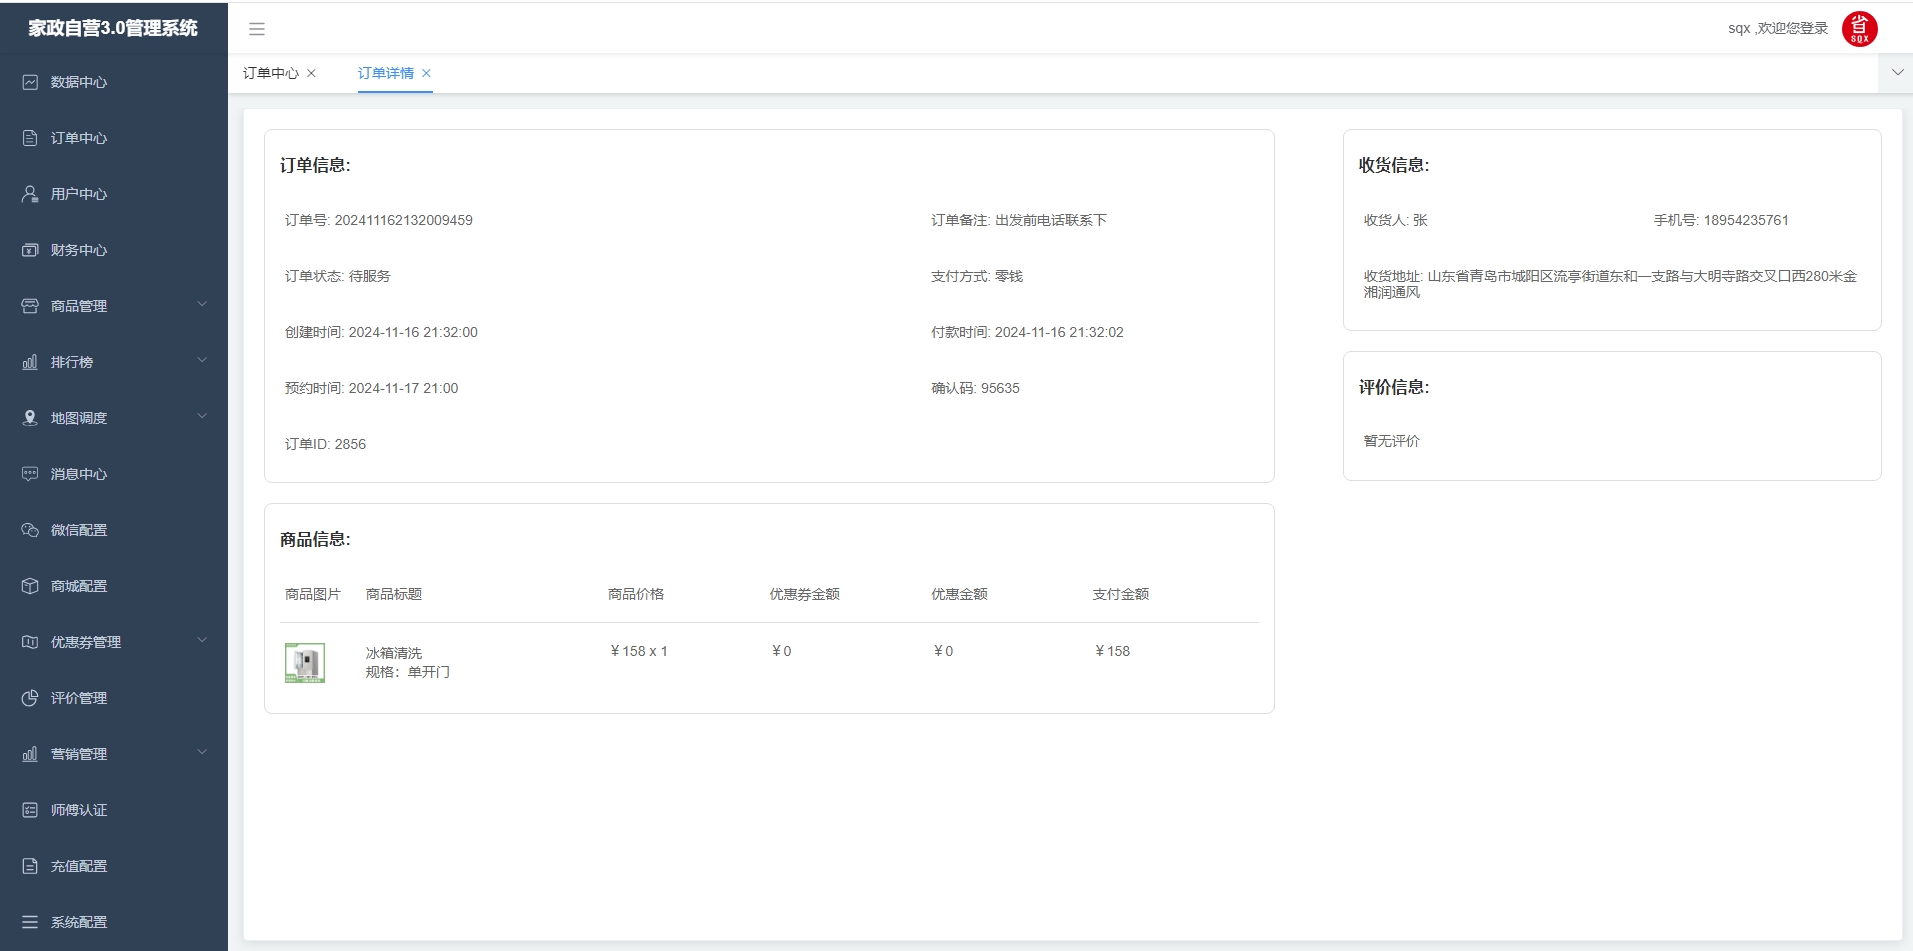 家政自营3.0管理系统
sqx ,欢迎您登录
省
SQX
订单中心
订单详情
数据中心
订单中心
用户中心
财务中心
商品管理
排行榜
地图调度
消息中心
微信配置
商城配置
优惠券管理
评价管理
营销管理
师傅认证
充值配置
系统配置
订单信息:
订单号: 202411162132009459
订单备注: 出发前电话联系下
订单状态: 待服务
支付方式: 零钱
创建时间: 2024-11-16 21:32:00
付款时间: 2024-11-16 21:32:02
预约时间: 2024-11-17 21:00
确认码: 95635
订单ID: 2856
商品信息:
商品图片 商品标题 商品价格 优惠券金额 优惠金额 支付金额
冰箱清洗 ¥158 x 1 ¥0 ¥0 ¥158
规格：单开门
收货信息:
收货人: 张
手机号: 18954235761
收货地址: 山东省青岛市城阳区流亭街道东和一支路与大明寺路交叉口西280米金
湘润通风
评价信息:
暂无评价